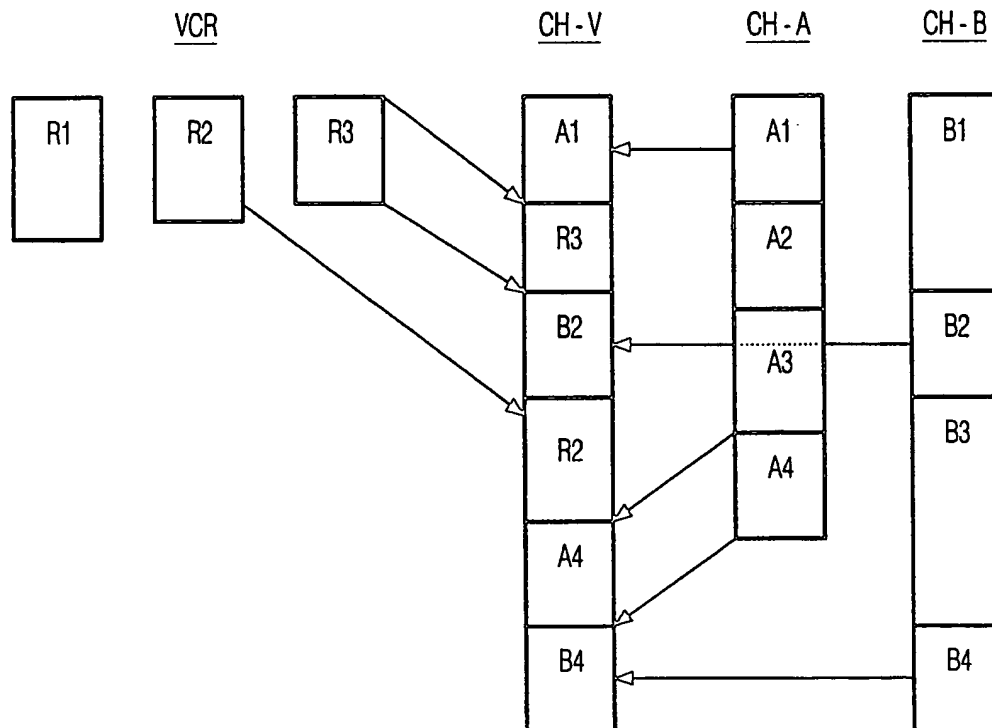 VCR CH - V CH - A CH - B
R1 R2 R3 A1 A1 B1
R3 A2
B2 A3 B2
R2 A4 B3
A4
B4 B4